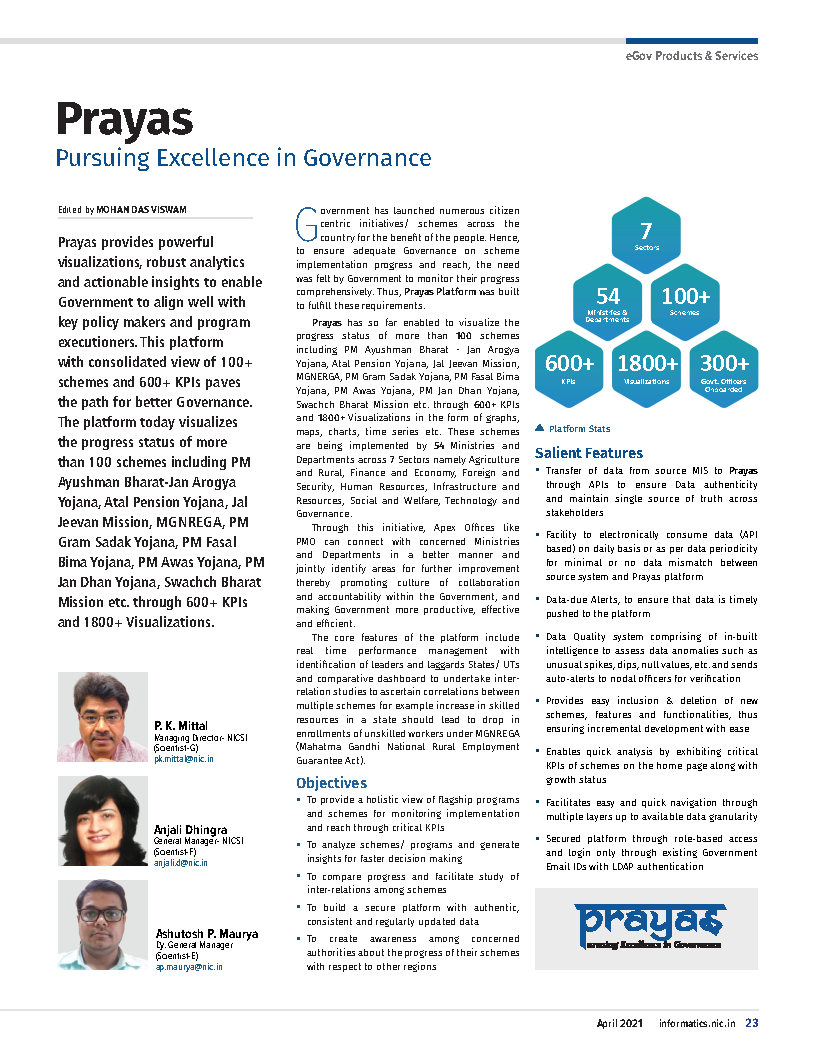 eGov Products & Services
Prayas
Pursuing Excellence in Governance
Edited by MOHAN DAS VISWAM
Prayas provides powerful
visualizations, robust analytics
and actionable insights to enable
Government to align well with
key policy makers and program
executioners. This platform
with consolidated view of 100+
schemes and 600+ KPIs paves
the path for better Governance.
The platform today visualizes
the progress status of more
than 100 schemes including PM
Ayushman Bharat-Jan Arogya
Yojana, Atal Pension Yojana, Jal
Jeevan Mission, MGNREGA, PM
Gram Sadak Yojana, PM Fasal
Bima Yojana, PM Awas Yojana, PM
Jan Dhan Yojana, Swachch Bharat
Mission etc. through 600+ KPIs
and 1800+ Visualizations.
P. K. Mittal
Managing Director- NICSI
(Scientist-G)
pk.mittal@nic.in
Anjali Dhingra
General Manager- NICSI
(Scientist-F)
anjali.d@nic.in
Ashutosh P. Maurya
Dy. General Manager
(Scientist-E)
ap.maurya@nic.in
Government has launched numerous citizen
centric initiatives/ schemes across the
country for the benefit of the people. Hence,
to ensure adequate Governance on scheme
implementation progress and reach, the need
was felt by Government to monitor their progress
comprehensively. Thus, Prayas Platform was built
to fulfill these requirements.
Prayas has so far enabled to visualize the
progress status of more than 100 schemes
including PM Ayushman Bharat - Jan Arogya
Yojana, Atal Pension Yojana, Jal Jeevan Mission,
MGNERGA, PM Gram Sadak Yojana, PM Fasal Bima
Yojana, PM Awas Yojana, PM Jan Dhan Yojana,
Swachch Bharat Mission etc. through 600+ KPIs
and 1800+ Visualizations in the form of graphs,
maps, charts, time series etc. These schemes
are being implemented by 54 Ministries and
Departments across 7 Sectors namely Agriculture
and Rural, Finance and Economy, Foreign and
Security, Human Resources, Infrastructure and
Resources, Social and Welfare, Technology and
Governance.
Through this initiative, Apex Offices like
PMO can connect with concerned Ministries
and Departments in a better manner and
jointly identify areas for further improvement
thereby promoting culture of collaboration
and accountability within the Government, and
making Government more productive, effective
and efficient.
The core features of the platform include
real time performance management with
identification of leaders and laggards States/ UTs
and comparative dashboard to undertake inter-
relation studies to ascertain correlations between
multiple schemes for example increase in skilled
resources in a state should lead to drop in
enrollments of unskilled workers under MGNREGA
(Mahatma Gandhi National Rural Employment
Guarantee Act).
Objectives
• To provide a holistic view of flagship programs
and schemes for monitoring implementation
and reach through critical KPIs
• To analyze schemes/ programs and generate
insights for faster decision making
• To compare progress and facilitate study of
inter-relations among schemes
• To build a secure platform with authentic,
consistent and regularly updated data
• To create awareness among concerned
authorities about the progress of their schemes
with respect to other regions
7
Sectors
54
Ministries &
Departments
100+
Schemes
600+
KPIs
1800+
Visualizations
300+
Govt. Officers
Onboarded
Platform Stats
Salient Features
• Transfer of data from source MIS to Prayas
through APIs to ensure Data authenticity
and maintain single source of truth across
stakeholders
• Facility to electronically consume data (API
based) on daily basis or as per data periodicity
for minimal or no data mismatch between
source system and Prayas platform
• Data-due Alerts, to ensure that data is timely
pushed to the platform
• Data Quality system comprising of in-built
intelligence to assess data anomalies such as
unusual spikes, dips, null values, etc. and sends
auto-alerts to nodal officers for verification
• Provides easy inclusion & deletion of new
schemes, features and functionalities, thus
ensuring incremental development with ease
• Enables quick analysis by exhibiting critical
KPIs of schemes on the home page along with
growth status
• Facilitates easy and quick navigation through
multiple layers up to available data granularity
• Secured platform through role-based access
and login only through existing Government
Email IDs with LDAP authentication
prayas
Pursuing Excellence in Governance
April 2021 informatics.nic.in 23